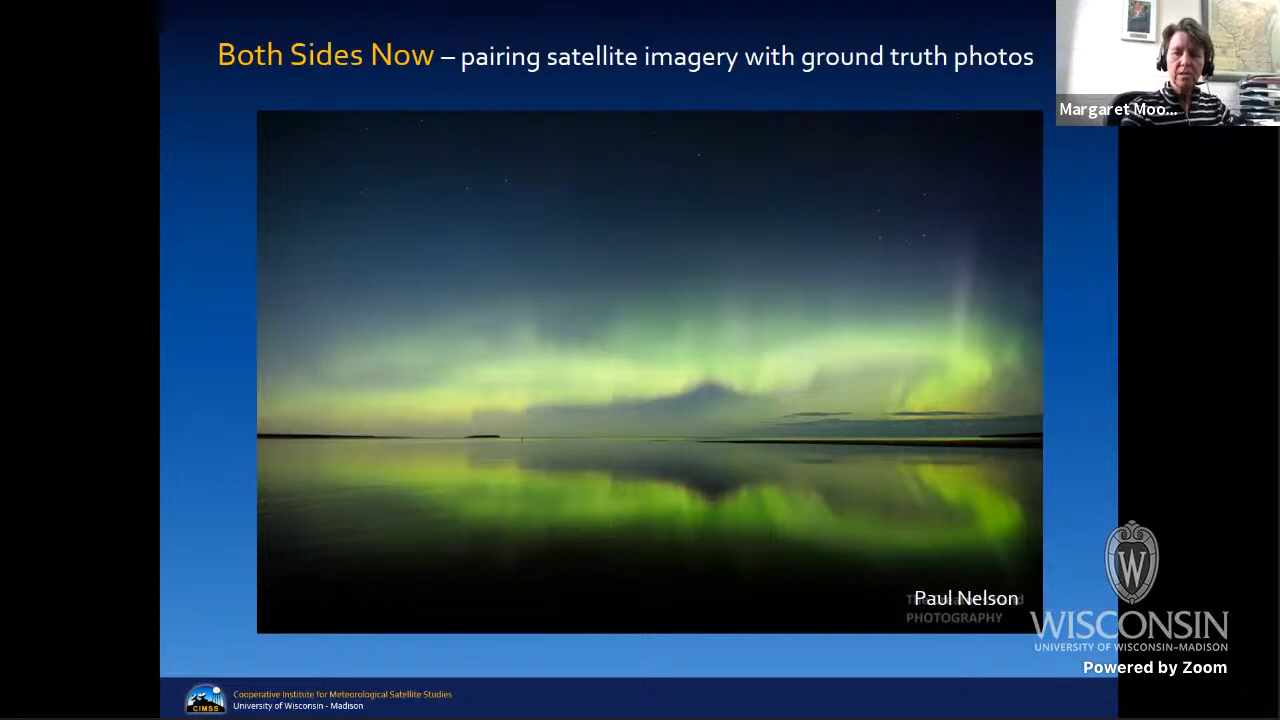 Both Sides Now – pairing satellite imagery with ground truth photos
Margaret Moo...
Paul Nelson
PHOTOGRAPHY
W
WISCONSIN
UNIVERSITY OF WISCONSIN–MADISON
Powered by Zoom
CIMSS
Cooperative Institute for Meteorological Satellite Studies
University of Wisconsin - Madison